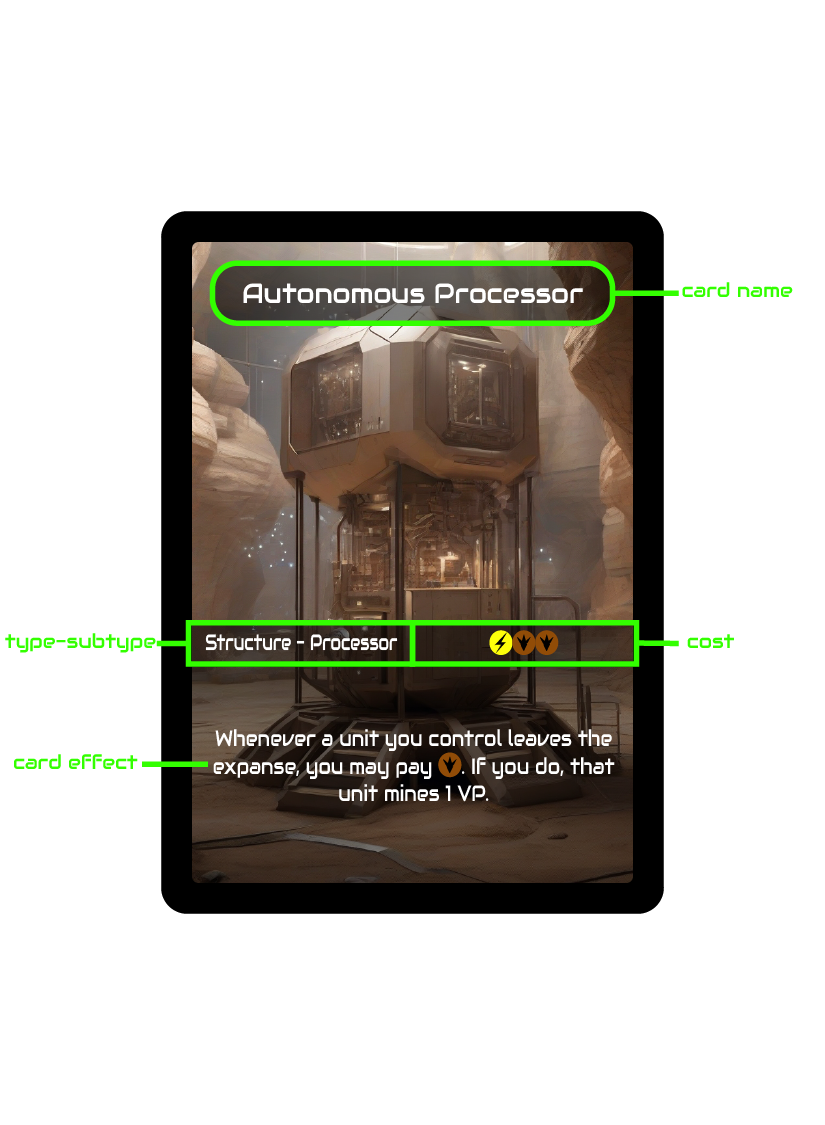 Autonomous Processor
card name
type-subtype
Structure - Processor
cost
Whenever a unit you control leaves the
card effect
expanse, you may pay . If you do, that
unit mines 1 VP.